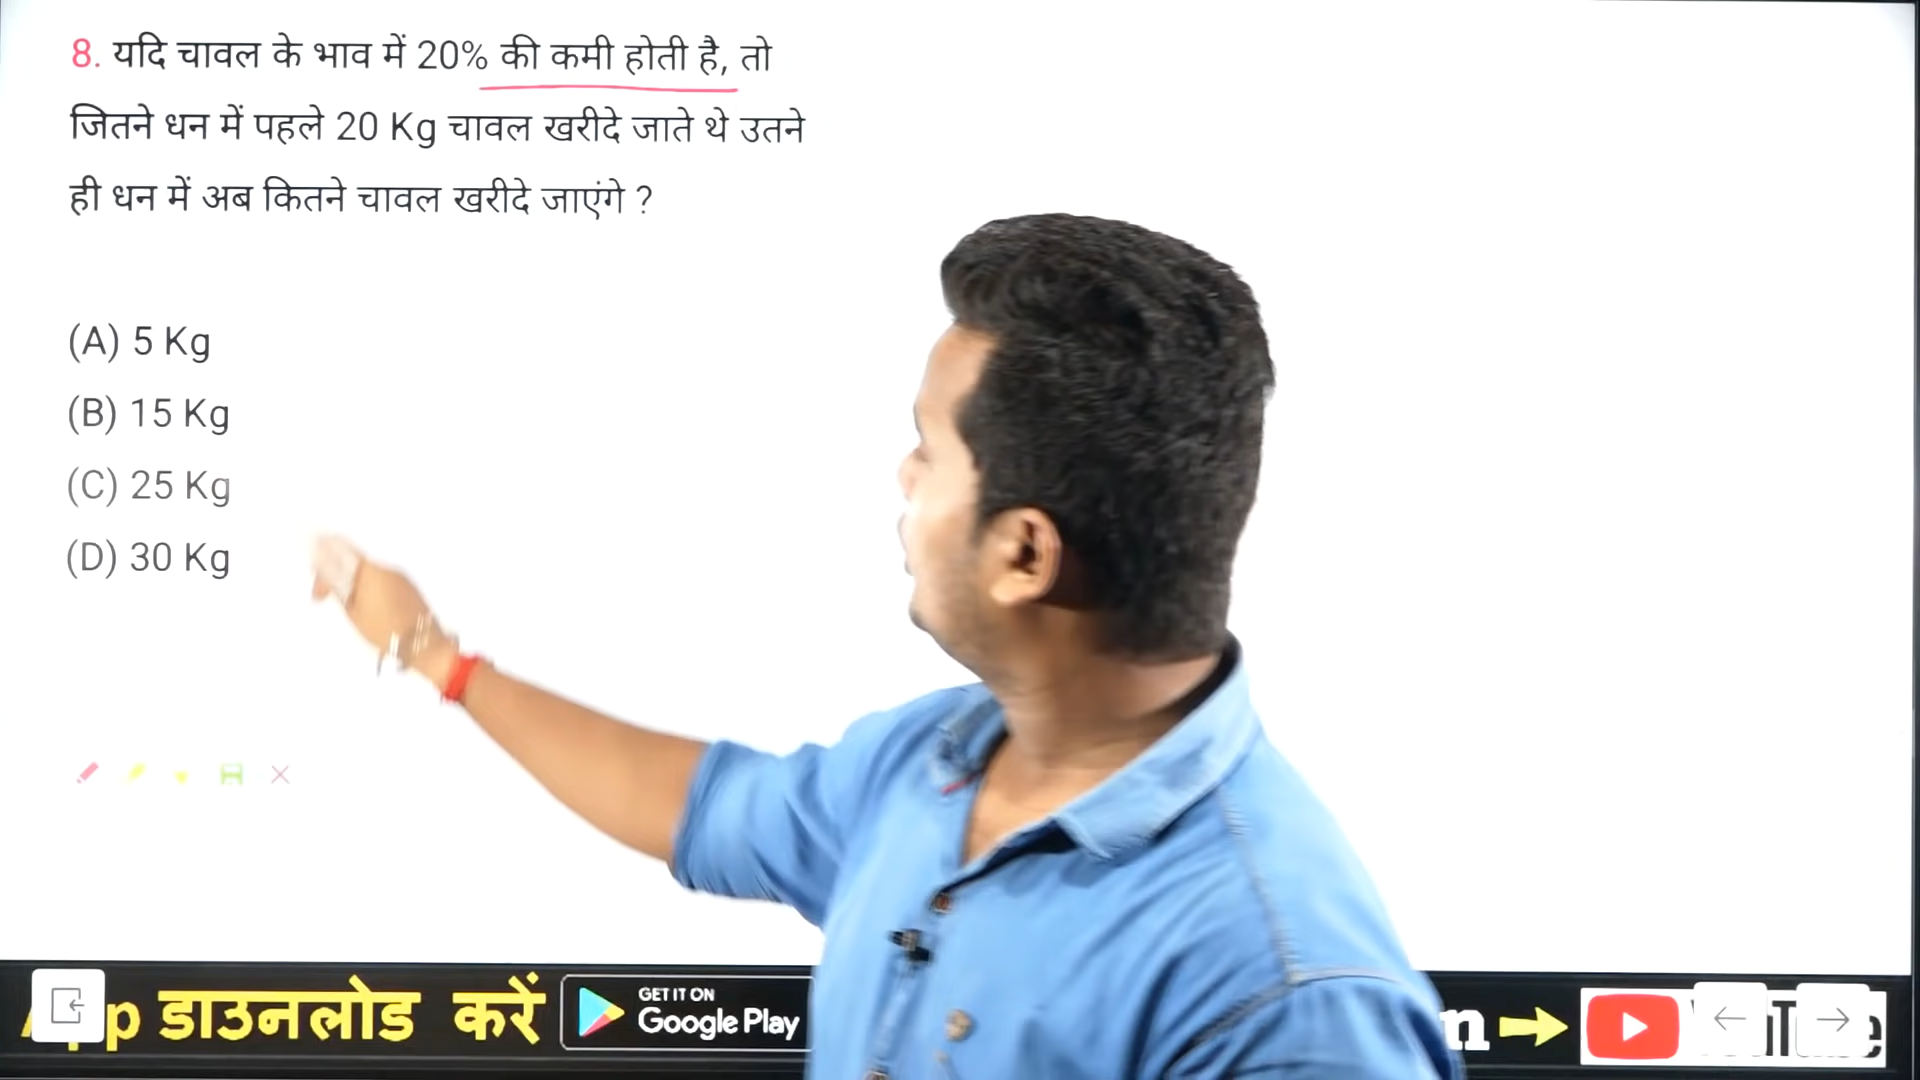 8. यदि चावल के भाव में 20% की कमी होती है, तो
जितने धन में पहले 20 Kg चावल खरीदे जाते थे उतने
ही धन में अब कितने चावल खरीदे जाएंगे ?
(A) 5 Kg
(B) 15 Kg
(C) 25 Kg
(D) 30 Kg
डाउनलोड करें
GET IT ON
Google Play